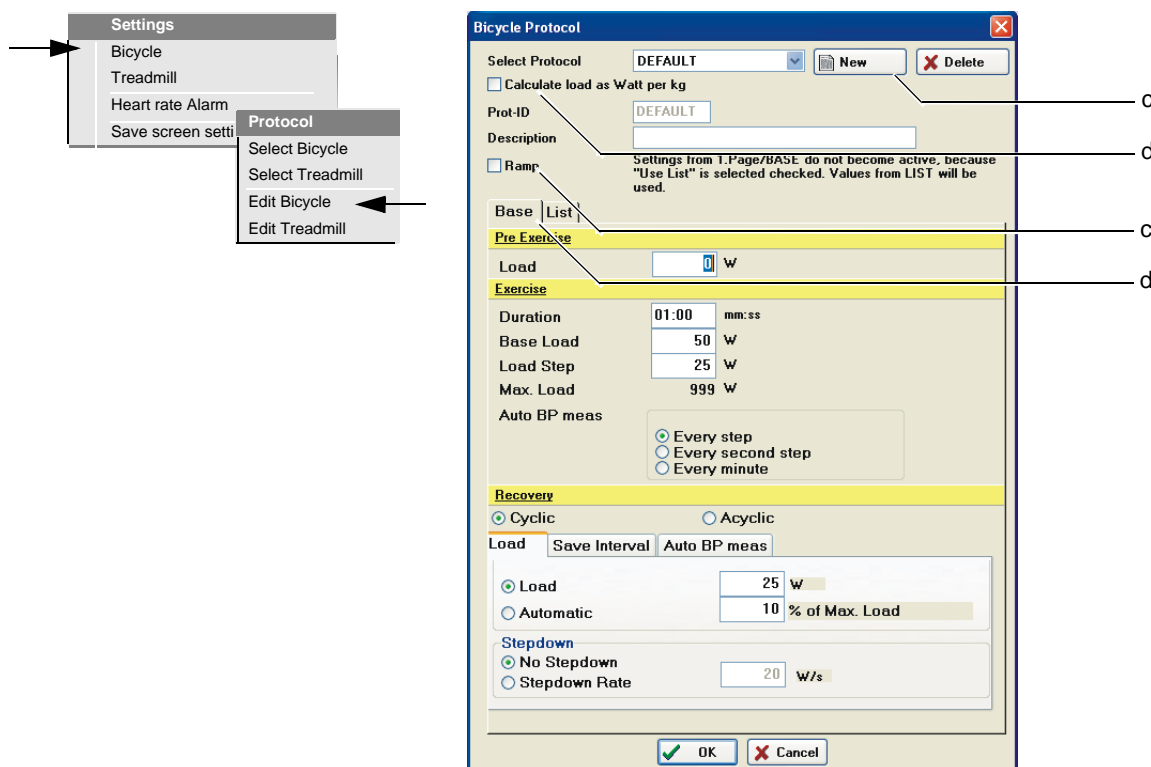 Settings
Bicycle
Treadmill
Heart rate Alarm
Save screen setti
Protocol
Select Bicycle
Select Treadmill
Edit Bicycle
Edit Treadmill
Bicycle Protocol
Select Protocol DEFAULT New Delete
Calculate load as Watt per kg
Prot-ID DEFAULT
Description
Ramp
Settings from 1.Page/BASE do not become active, because
"Use List" is selected checked. Values from LIST will be
used.
Base List
Pre Exercise
Load 0 W
Exercise
Duration 01:00 mm:ss
Base Load 50 W
Load Step 25 W
Max. Load 999 W
Auto BP meas
Every step
Every second step
Every minute
Recovery
Cyclic Acyclic
Load Save Interval Auto BP meas
Load 25 W
Automatic 10 % of Max. Load
Stepdown
No Stepdown
Stepdown Rate 20 W/s
OK Cancel
c
d
c
d